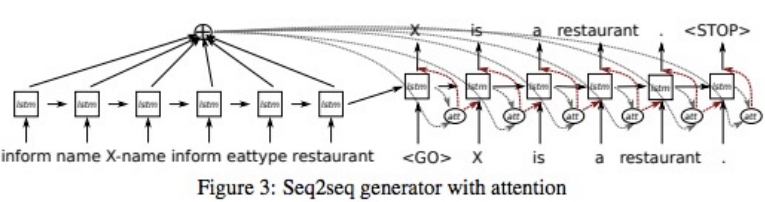 X is a restaurant . <STOP>
lstm lstm lstm lstm lstm lstm lstm lstm lstm lstm lstm lstm
att att att att att att
inform name X-name inform eattype restaurant <GO> X is a restaurant .
Figure 3: Seq2seq generator with attention